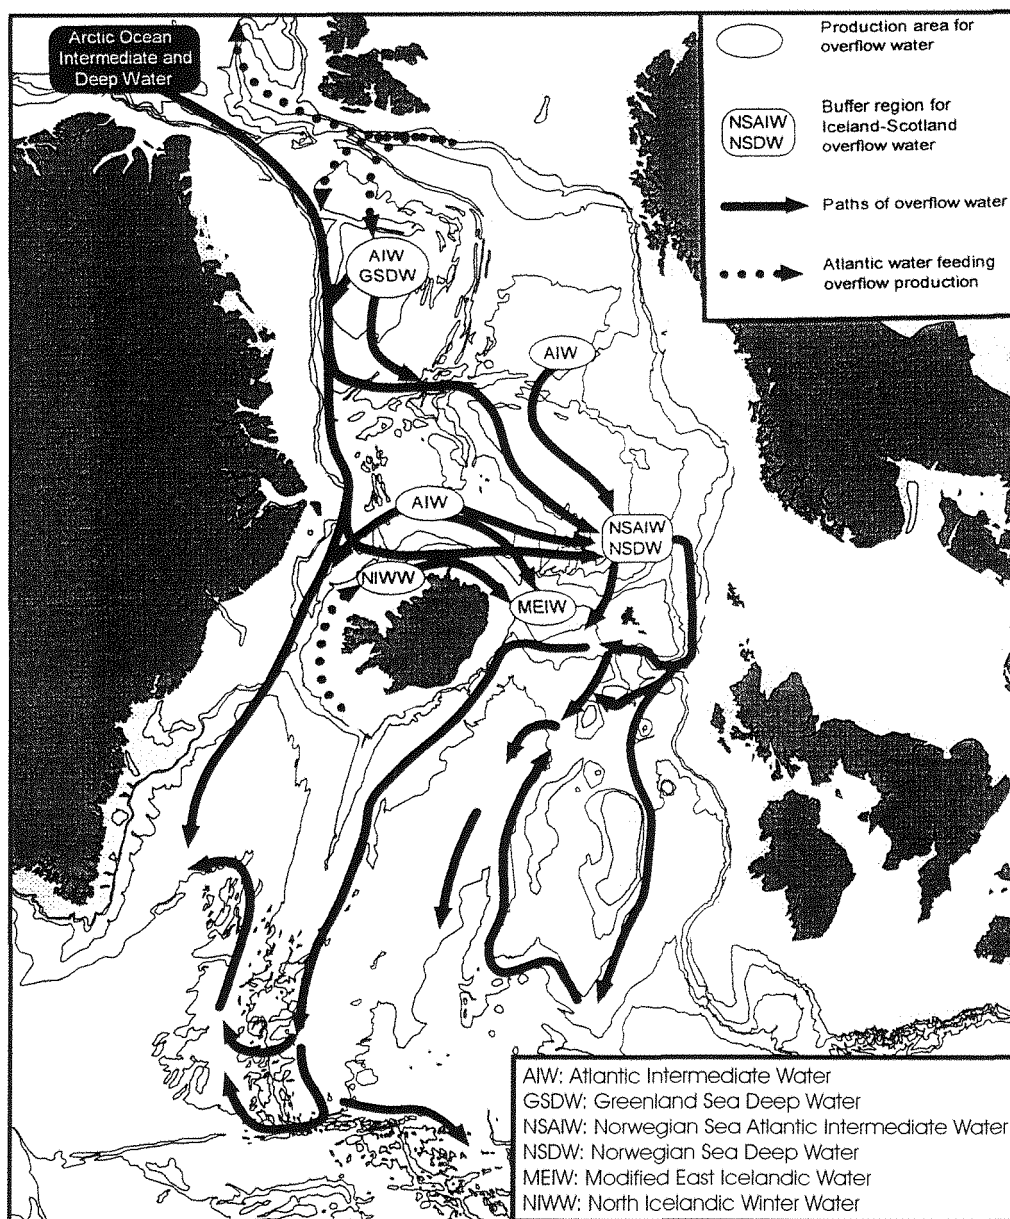 Arctic Ocean
Intermediate and
Deep Water
Production area for
overflow water
NSAIW
NSDW
Buffer region for
Iceland-Scotland
overflow water
Paths of overflow water
Atlantic water feeding
overflow production
AIW
GSDW
AIW
AIW
NSAIW
NSDW
NIWW
MEIW
AIW: Atlantic Intermediate Water
GSDW: Greenland Sea Deep Water
NSAIW: Norwegian Sea Atlantic Intermediate Water
NSDW: Norwegian Sea Deep Water
MEIW: Modified East Icelandic Water
NIWW: North Icelandic Winter Water